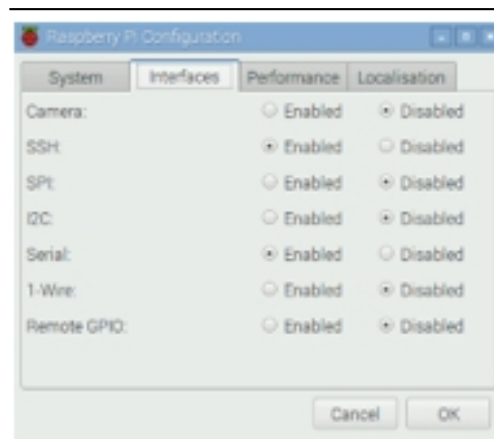 Raspberry Pi Configuration
System Interfaces Performance Localisation
Camera: Enabled Disabled
SSH: Enabled Disabled
SPI: Enabled Disabled
I2C: Enabled Disabled
Serial: Enabled Disabled
1-Wire: Enabled Disabled
Remote GPIO: Enabled Disabled
Cancel OK